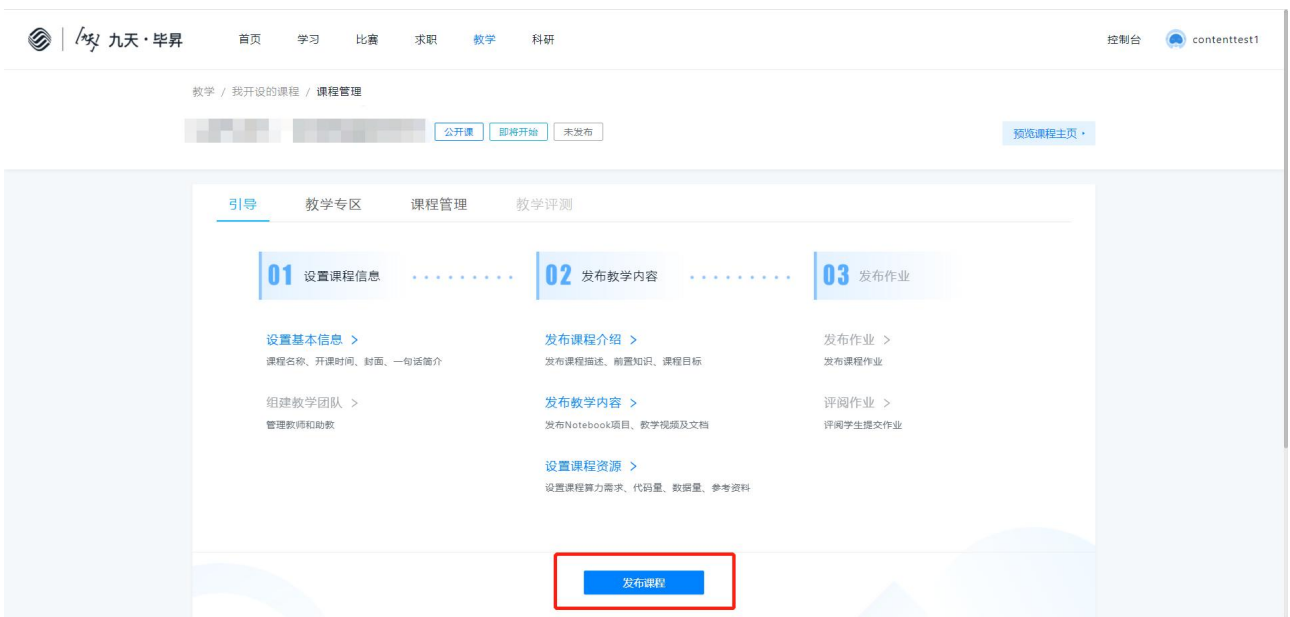 九天·毕昇 首页 学习 比赛 求职 教学 科研 控制台 contenttest1
教学 / 我开设的课程 / 课程管理
公开课 即将开始 未发布 预览课程主页
引导 教学专区 课程管理 教学评测
01 设置课程信息 02 发布教学内容 03 发布作业
设置基本信息 > 发布课程介绍 > 发布作业 >
课程名称、开课时间、封面、一句话简介 发布课程描述、前置知识、课程目标 发布课程作业
组建教学团队 > 发布教学内容 > 评阅作业 >
管理教师和助教 发布Notebook项目、教学视频及文档 评阅学生提交作业
设置课程资源 >
设置课程算力需求、代码量、数据量、参考资料
发布课程